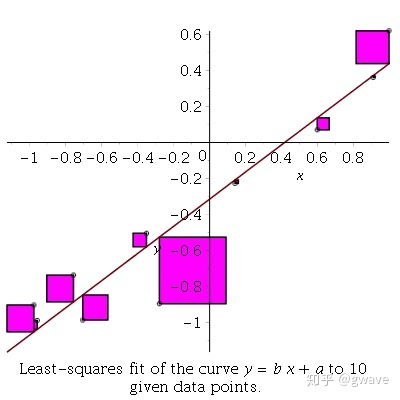 0.6
0.4
0.2
-1 -0.8 -0.6 -0.4 -0.2 0 0.2 0.4 0.6 0.8
x
-0.2
-0.4
y
-0.6
-0.8
-1
Least-squares fit of the curve y = b x + a to 10
given data points.
知乎 @gwave